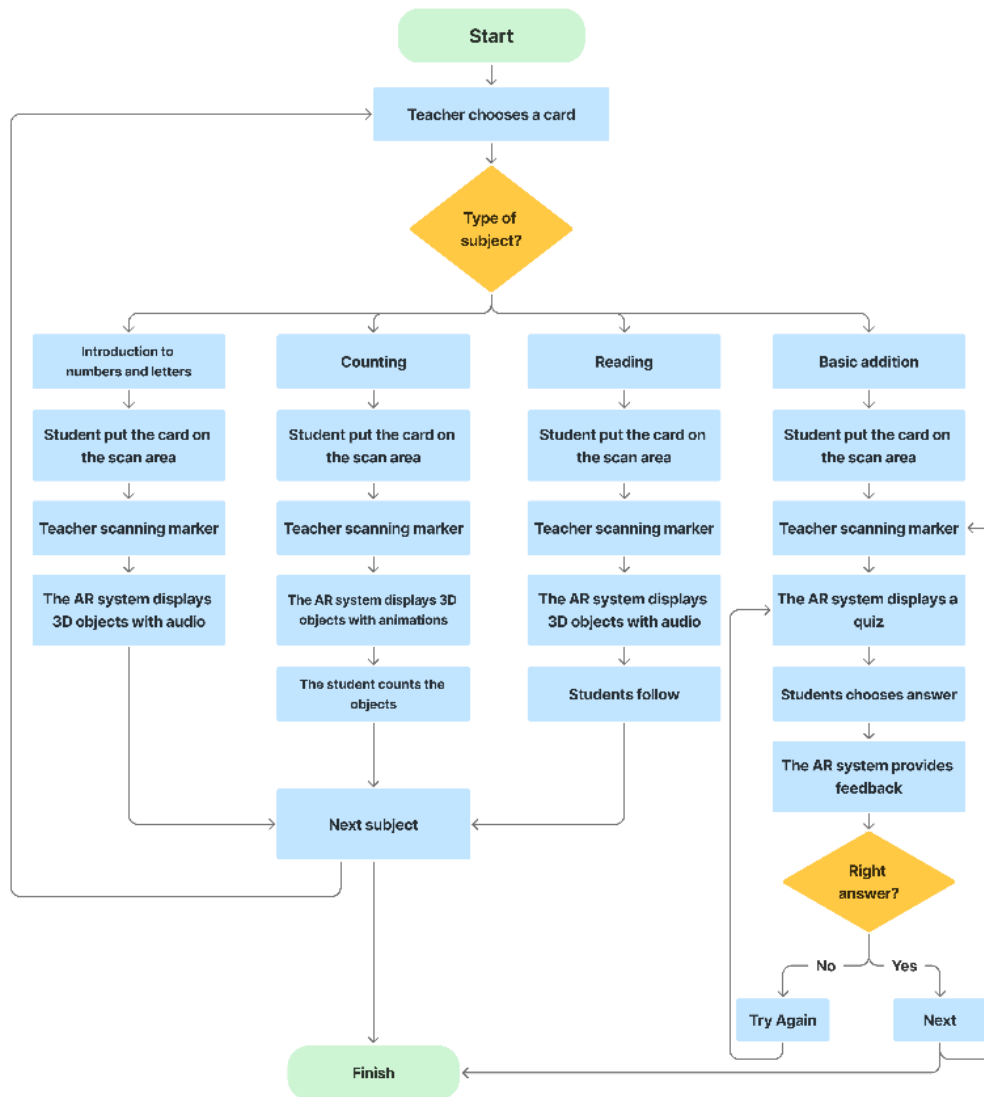 Start
Teacher chooses a card
Type of
subject?
Introduction to
numbers and letters
Counting
Reading
Basic addition
Student put the card on
the scan area
Student put the card on
the scan area
Student put the card on
the scan area
Student put the card on
the scan area
Teacher scanning marker
Teacher scanning marker
Teacher scanning marker
Teacher scanning marker
The AR system displays
3D objects with audio
The AR system displays 3D
objects with animations
The AR system displays
3D objects with audio
The AR system displays a
quiz
The student counts the
objects
Students follow
Students chooses answer
The AR system provides
feedback
Next subject
Right
answer?
No
Yes
Try Again
Next
Finish